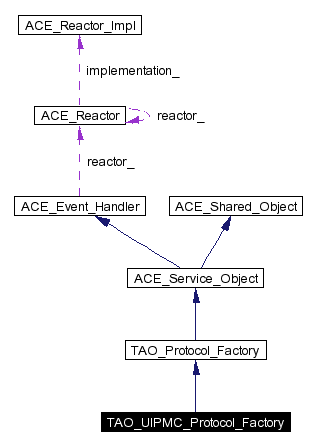 ACE_Reactor_Impl
implementation_
ACE_Reactor
reactor_
reactor_
ACE_Event_Handler
ACE_Shared_Object
ACE_Service_Object
TAO_Protocol_Factory
TAO_UIPMC_Protocol_Factory